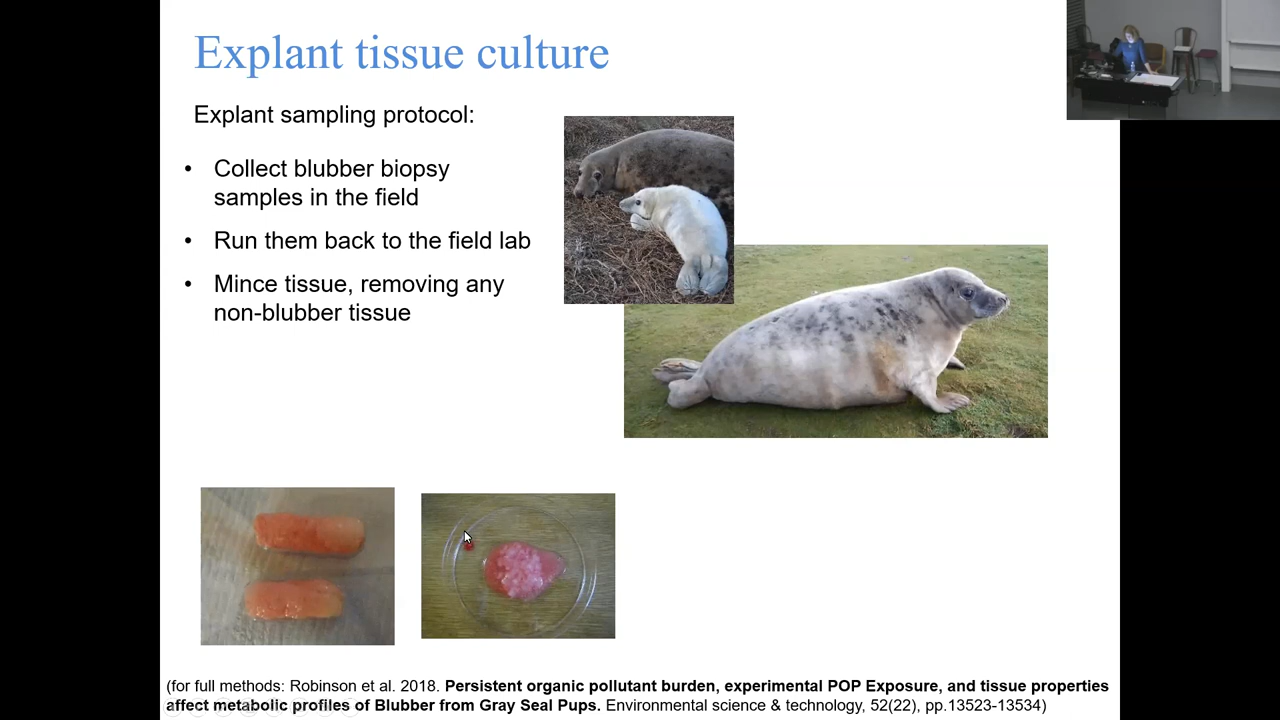 Explant tissue culture
Explant sampling protocol:
• Collect blubber biopsy
samples in the field
• Run them back to the field lab
• Mince tissue, removing any
non-blubber tissue
(for full methods: Robinson et al. 2018. Persistent organic pollutant burden, experimental POP Exposure, and tissue properties
affect metabolic profiles of Blubber from Gray Seal Pups. Environmental science & technology, 52(22), pp.13523-13534)